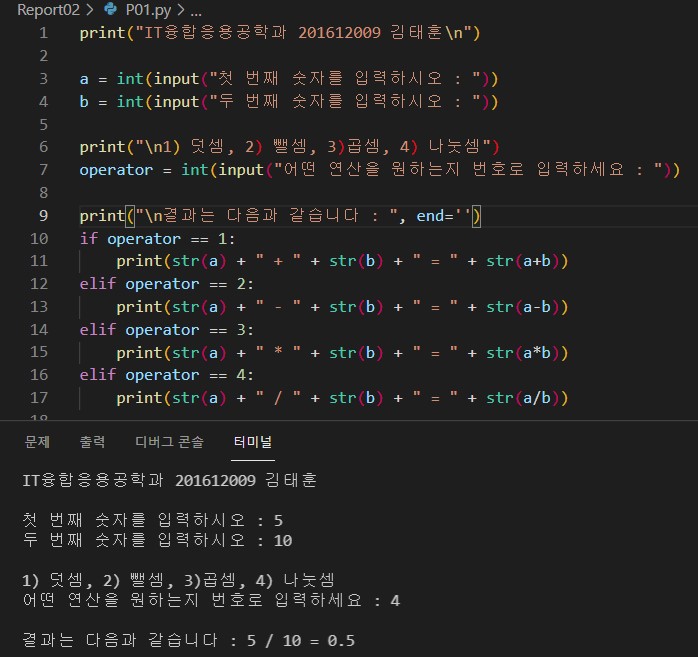 Report02 > P01.py > ...
1 print("IT융합응용공학과 201612009 김태훈\n")
2
3 a = int(input("첫 번째 숫자를 입력하시오 : "))
4 b = int(input("두 번째 숫자를 입력하시오 : "))
5
6 print("\n1) 덧셈, 2) 뺄셈, 3)곱셈, 4) 나눗셈")
7 operator = int(input("어떤 연산을 원하는지 번호로 입력하세요 : "))
8
9 print("\n결과는 다음과 같습니다 : ", end='')
10 if operator == 1:
11 print(str(a) + " + " + str(b) + " = " + str(a+b))
12 elif operator == 2:
13 print(str(a) + " - " + str(b) + " = " + str(a-b))
14 elif operator == 3:
15 print(str(a) + " * " + str(b) + " = " + str(a*b))
16 elif operator == 4:
17 print(str(a) + " / " + str(b) + " = " + str(a/b))
18
문제 출력 디버그 콘솔 터미널
IT융합응용공학과 201612009 김태훈
첫 번째 숫자를 입력하시오 : 5
두 번째 숫자를 입력하시오 : 10
1) 덧셈, 2) 뺄셈, 3)곱셈, 4) 나눗셈
어떤 연산을 원하는지 번호로 입력하세요 : 4
결과는 다음과 같습니다 : 5 / 10 = 0.5